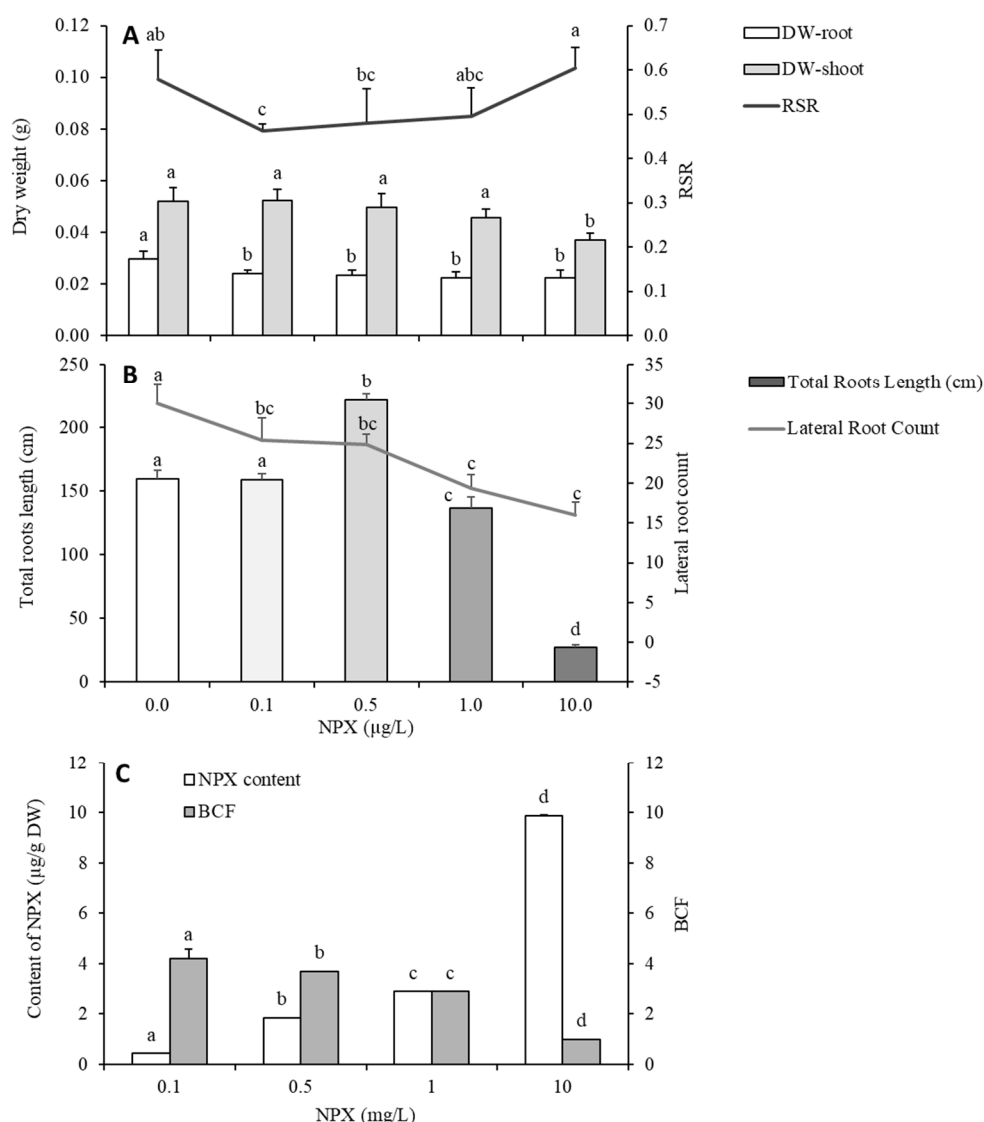 A
0.12
0.10
0.08
0.06
0.04
0.02
0.00
Dry weight (g)
0.7
0.6
0.5
0.4
0.3
0.2
0.1
0.0
RSR
ab
c
bc
abc
a
a
a
a
a
b
a
b
b
b
b
DW-root
DW-shoot
RSR
B
250
200
150
100
50
0
Total roots length (cm)
35
30
25
20
15
10
5
0
-5
Lateral root count
a
bc
bc
c
c
a
a
b
c
d
Total Roots Length (cm)
Lateral Root Count
0.0 0.1 0.5 1.0 10.0
NPX (µg/L)
C
12
10
8
6
4
2
0
Content of NPX (µg/g DW)
12
10
8
6
4
2
0
BCF
NPX content
BCF
a
a
b
b
c
c
d
d
0.1 0.5 1 10
NPX (mg/L)